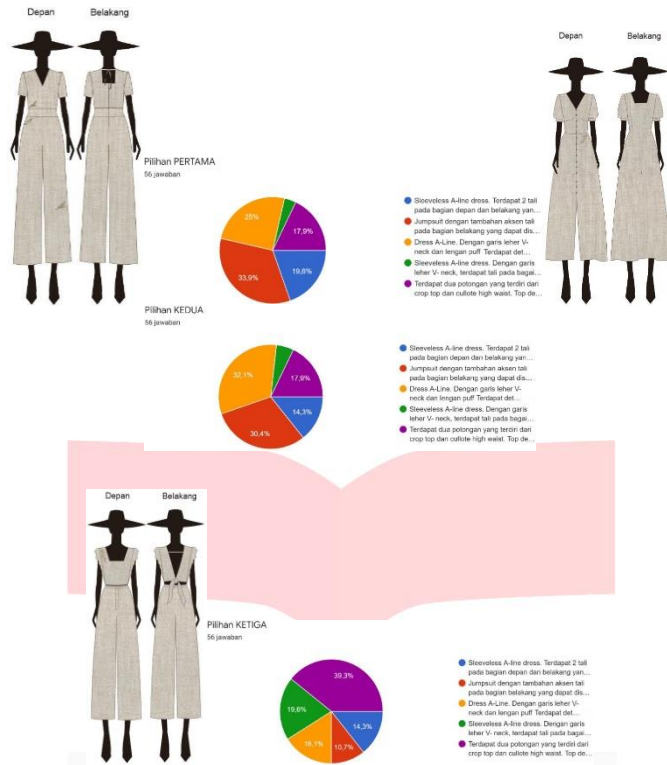 Depan
Belakang
Depan
Belakang
Pilihan PERTAMA
56 jawaban
25%
17,9%
33,9%
19,6%
Sleeveless A-line dress. Terdapat 2 tali
pada bagian depan dan belakang yan...
Jumpsuit dengan tambahan aksen tali
pada bagian belakang yang dapat dis...
Dress A-Line. Dengan garis leher V-
neck dan lengan puff Terdapat det...
Sleeveless A-line dress. Dengan garis
leher V- neck, terdapat tali pada bagai...
Terdapat dua potongan yang terdiri dari
crop top dan cullote high waist. Top de...
Pilihan KEDUA
56 jawaban
32,1%
17,9%
14,3%
30,4%
Sleeveless A-line dress. Terdapat 2 tali
pada bagian depan dan belakang yan...
Jumpsuit dengan tambahan aksen tali
pada bagian belakang yang dapat dis...
Dress A-Line. Dengan garis leher V-
neck dan lengan puff Terdapat det...
Sleeveless A-line dress. Dengan garis
leher V- neck, terdapat tali pada bagai...
Terdapat dua potongan yang terdiri dari
crop top dan cullote high waist. Top de...
Depan
Belakang
Pilihan KETIGA
56 jawaban
39,3%
19,6%
14,3%
16,1%
10,7%
Sleeveless A-line dress. Terdapat 2 tali
pada bagian depan dan belakang yan...
Jumpsuit dengan tambahan aksen tali
pada bagian belakang yang dapat dis...
Dress A-Line. Dengan garis leher V-
neck dan lengan puff Terdapat det...
Sleeveless A-line dress. Dengan garis
leher V- neck, terdapat tali pada bagai...
Terdapat dua potongan yang terdiri dari
crop top dan cullote high waist. Top de...